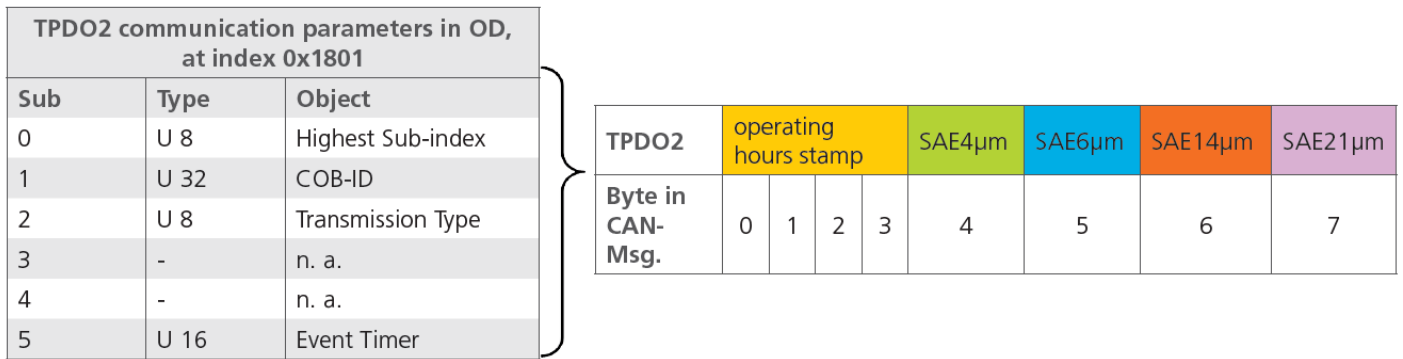 TPDO2 communication parameters in OD,
at index 0x1801
Sub Type Object
0 U 8 Highest Sub-index
1 U 32 COB-ID
2 U 8 Transmission Type
3 - n. a.
4 - n. a.
5 U 16 Event Timer
TPDO2 operating hours stamp SAE4µm SAE6µm SAE14µm SAE21µm
Byte in
CAN-
Msg.
0 1 2 3 4 5 6 7